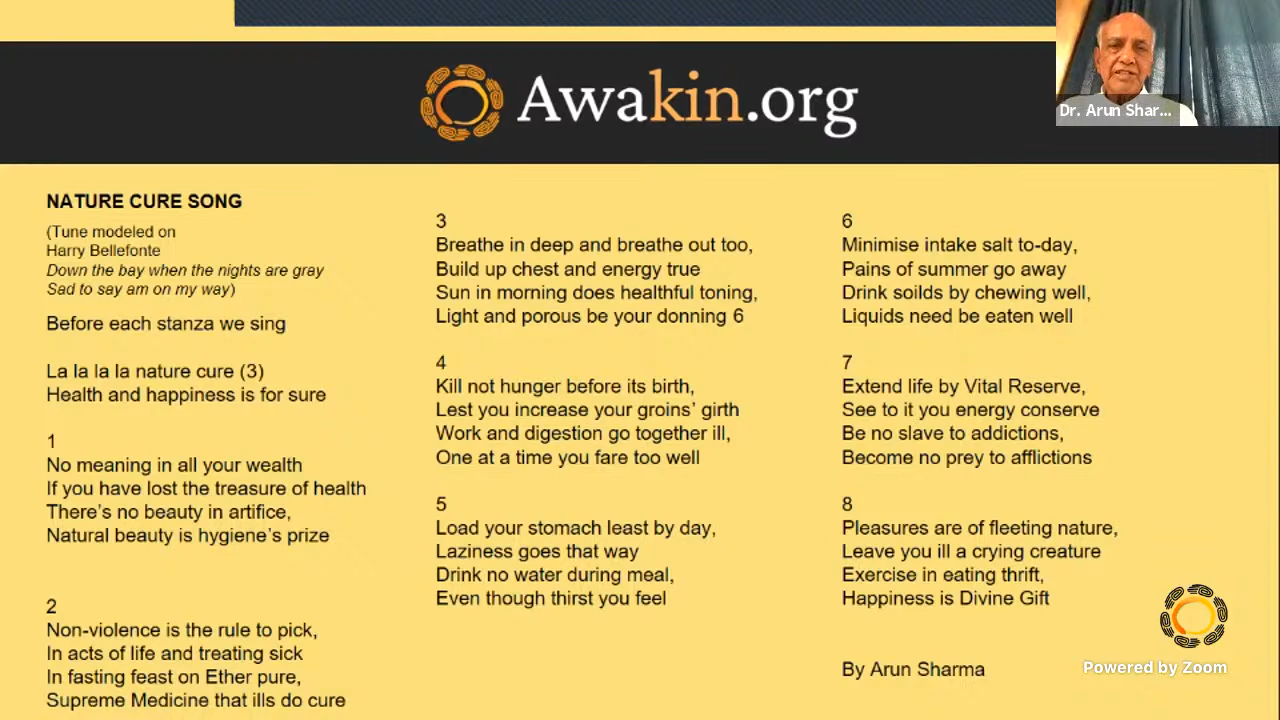 Awakin.org
Dr. Arun Shar...
NATURE CURE SONG
(Tune modeled on
Harry Bellefonte
Down the bay when the nights are gray
Sad to say am on my way)
Before each stanza we sing
La la la la nature cure (3)
Health and happiness is for sure
1
No meaning in all your wealth
If you have lost the treasure of health
There's no beauty in artifice,
Natural beauty is hygiene's prize
2
Non-violence is the rule to pick,
In acts of life and treating sick
In fasting feast on Ether pure,
Supreme Medicine that ills do cure
3
Breathe in deep and breathe out too,
Build up chest and energy true
Sun in morning does healthful toning,
Light and porous be your donning 6
4
Kill not hunger before its birth,
Lest you increase your groins' girth
Work and digestion go together ill,
One at a time you fare too well
5
Load your stomach least by day,
Laziness goes that way
Drink no water during meal,
Even though thirst you feel
6
Minimise intake salt to-day,
Pains of summer go away
Drink soilds by chewing well,
Liquids need be eaten well
7
Extend life by Vital Reserve,
See to it you energy conserve
Be no slave to addictions,
Become no prey to afflictions
8
Pleasures are of fleeting nature,
Leave you ill a crying creature
Exercise in eating thrift,
Happiness is Divine Gift
By Arun Sharma
Powered by Zoom